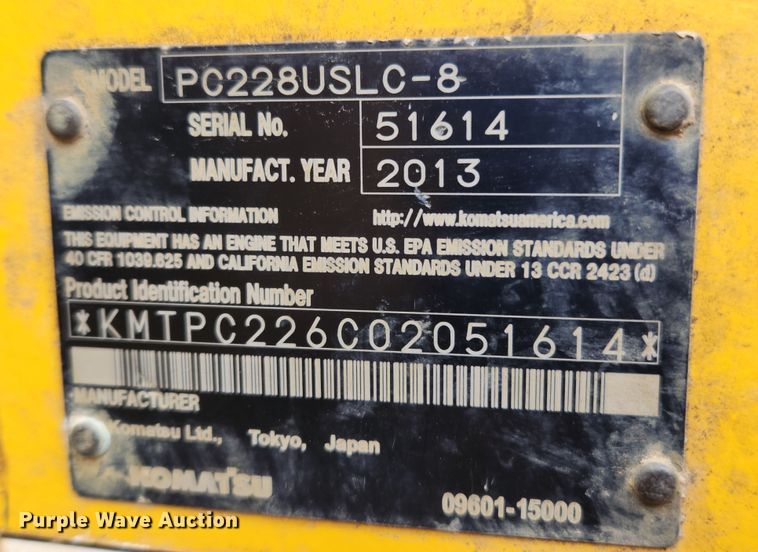 MODEL PC228USLC-8
SERIAL No. 51614
MANUFACT. YEAR 2013
EMISSION CONTROL INFORMATION http://www.komatsuamerica.com
THIS EQUIPMENT HAS AN ENGINE THAT MEETS U.S. EPA EMISSION STANDARDS UNDER
40 CFR 1039.625 AND CALIFORNIA EMISSION STANDARDS UNDER 13 CCR 2423 (d)
Product Identification Number
*KMTPC226C02051614*
MANUFACTURER
Komatsu Ltd., Tokyo, Japan
KOMATSU
09601-15000
Purple Wave Auction